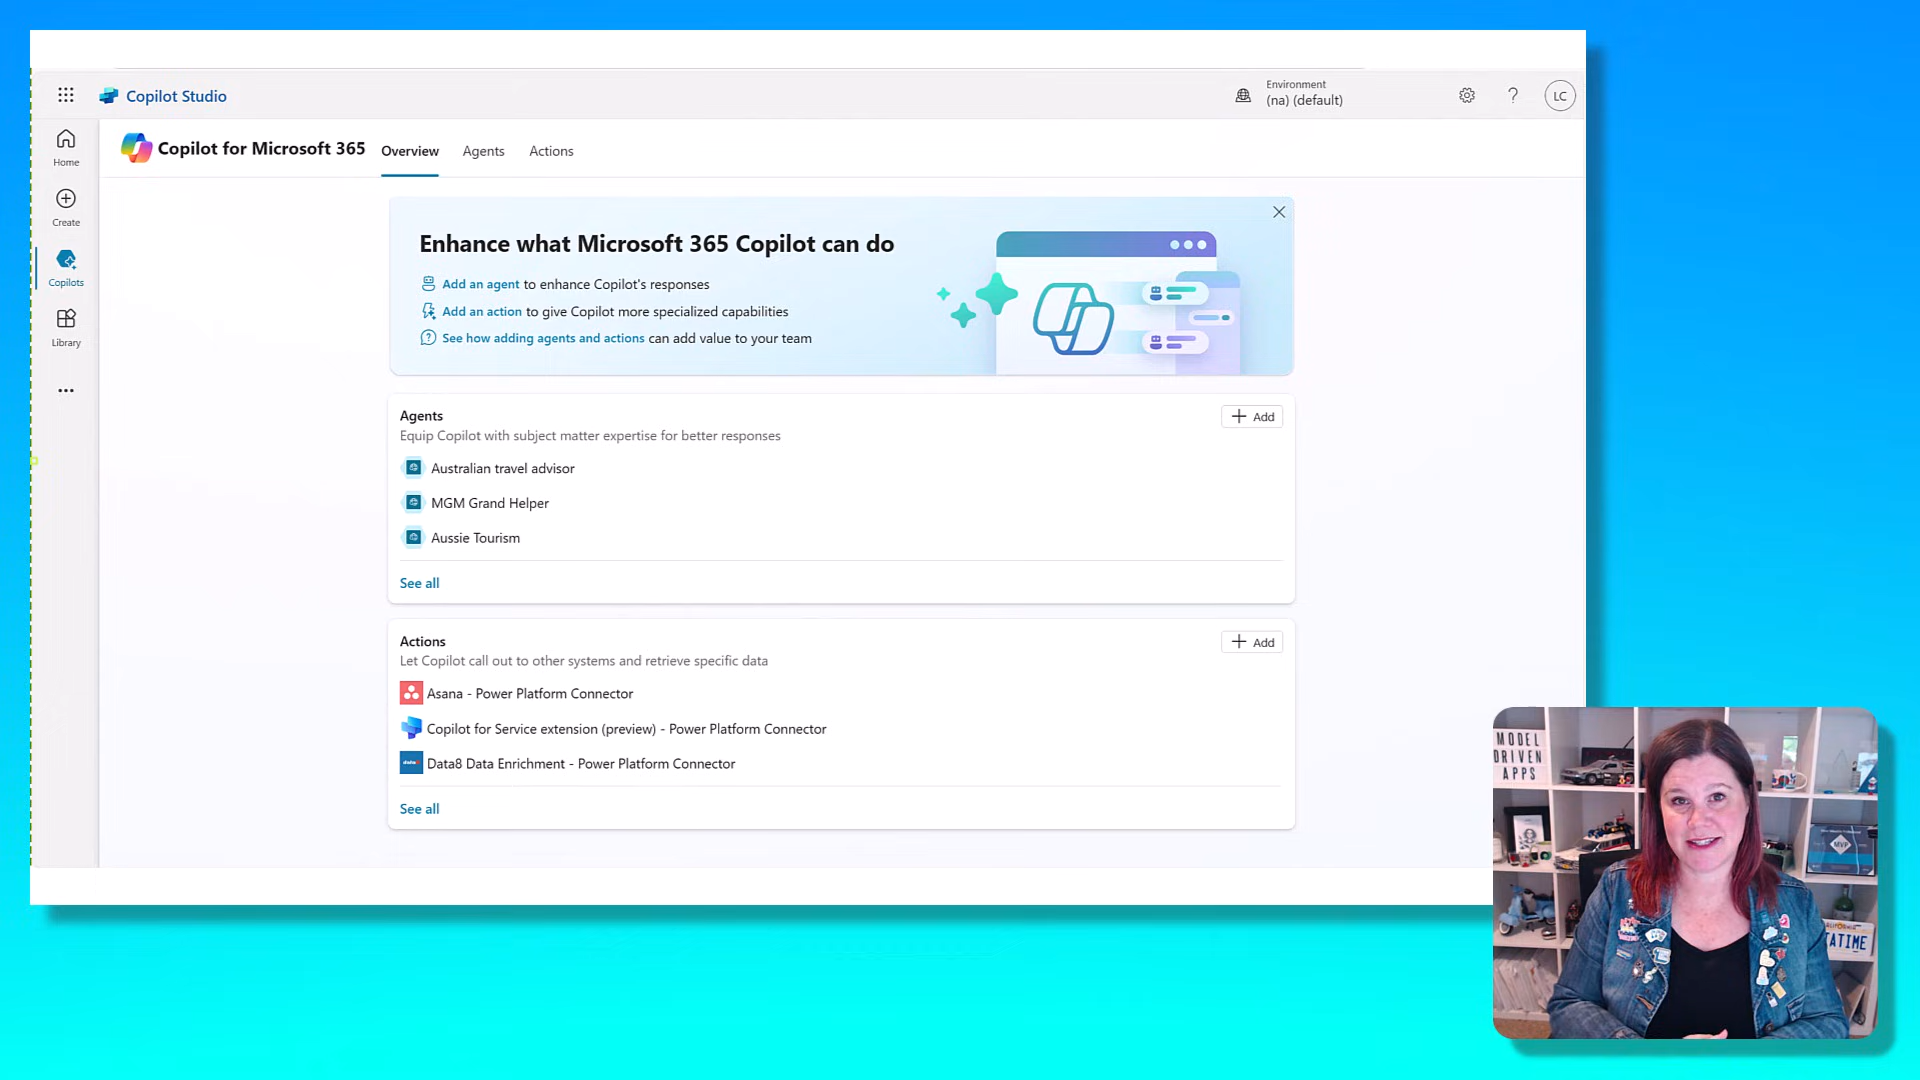 Copilot Studio
Environment
(na) (default)
?
LC
Home
Create
Copilots
Library
Copilot for Microsoft 365
Overview
Agents
Actions
Enhance what Microsoft 365 Copilot can do
Add an agent to enhance Copilot's responses
Add an action to give Copilot more specialized capabilities
See how adding agents and actions can add value to your team
Agents
Add
Equip Copilot with subject matter expertise for better responses
Australian travel advisor
MGM Grand Helper
Aussie Tourism
See all
Actions
Add
Let Copilot call out to other systems and retrieve specific data
Asana - Power Platform Connector
Copilot for Service extension (preview) - Power Platform Connector
Data8 Data Enrichment - Power Platform Connector
See all
MODEL
DRIVEN
APPS
MVP